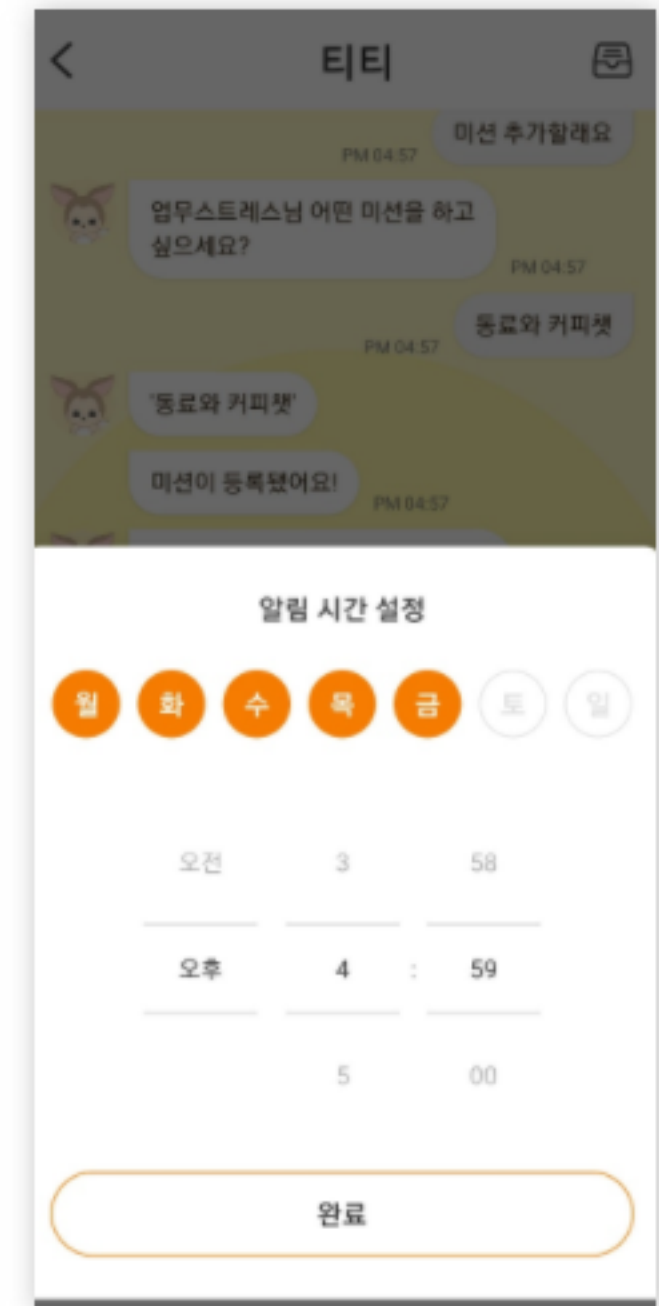 티티
미션 추가할래요
PM 04:57
업무스트레스님 어떤 미션을 하고
싶으세요?
PM 04:57
동료와 커피챗
PM 04:57
'동료와 커피챗'
미션이 등록됐어요!
PM 04:57
알림 시간 설정
월 화 수 목 금 토 일
오전 3 58
오후 4 : 59
5 00
완료